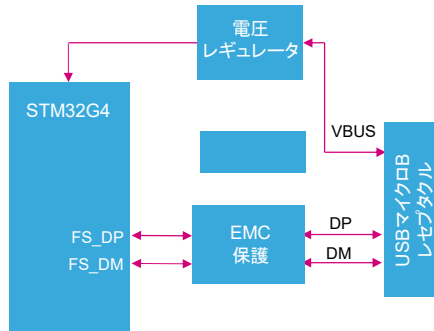 電圧
レギュレータ
STM32G4
VBUS
USBマイクロB
レセプタクル
FS_DP
FS_DM
EMC
保護
DP
DM